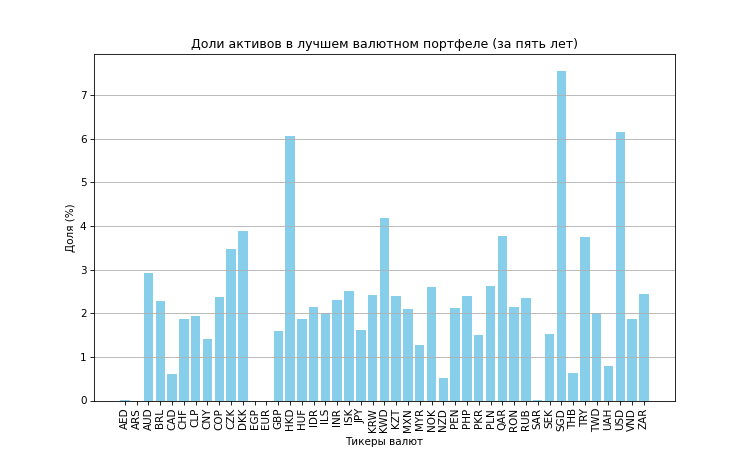 Доли активов в лучшем валютном портфеле (за пять лет)
Доля (%)
7
6
5
4
3
2
1
0
AED ARS AUD BRL CAD CHF CLP CNY COP CZK DKK EGP EUR GBP HKD HUF IDR ILS INR ISK JPY KRW KWD KZT MXN MYR NOK NZD PEN PHP PKR PLN QAR RON RUB SAR SEK SGD THB TRY TWD UAH USD VND ZAR
Тикеры валют